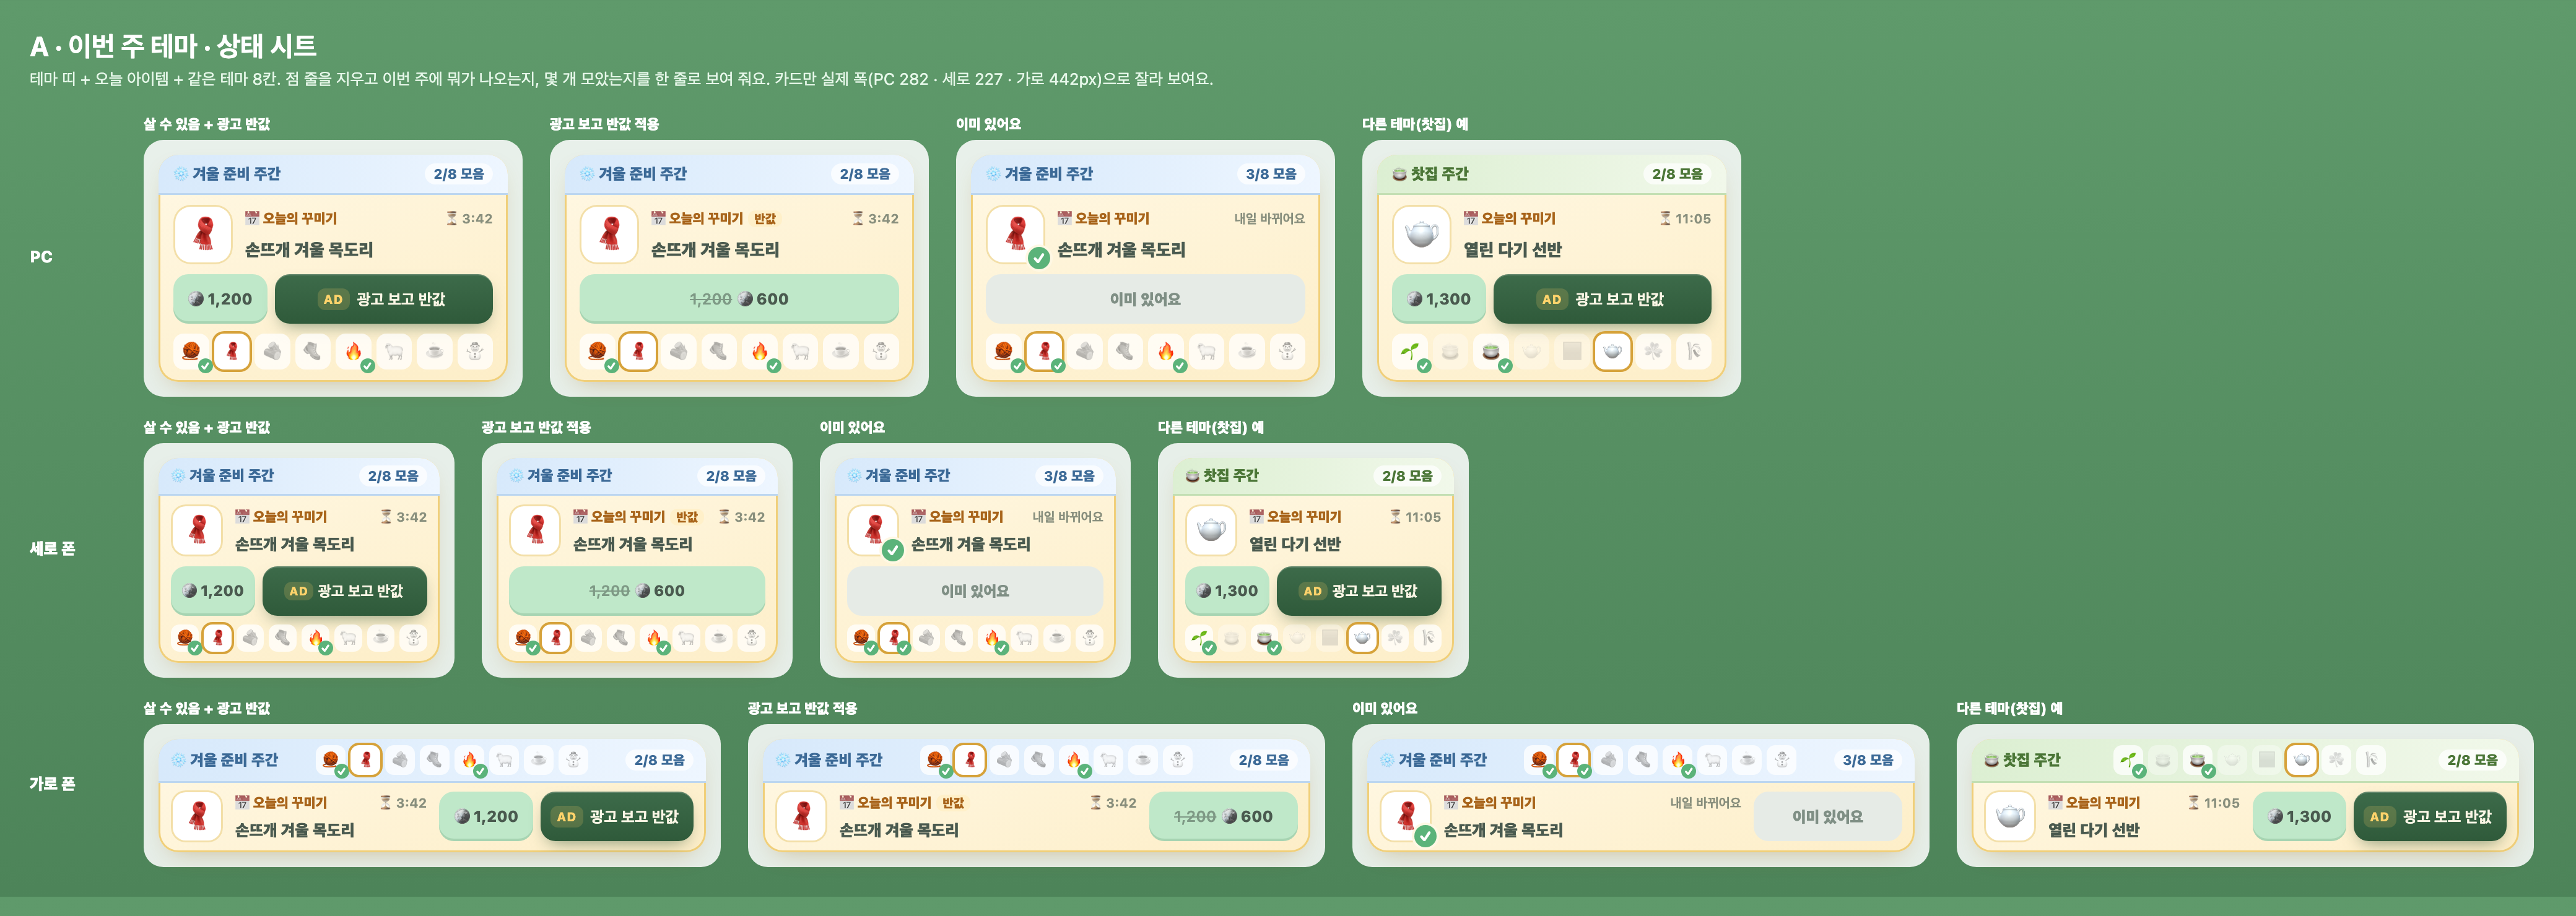 A · 이번 주 테마 · 상태 시트
테마 띠 + 오늘 아이템 + 같은 테마 8칸. 점 줄을 지우고 이번 주에 뭐가 나오는지, 몇 개 모았는지를 한 줄로 보여 줘요. 카드만 실제 폭(PC 282 · 세로 227 · 가로 442px)으로 잘라 보여요.
PC
살 수 있음 + 광고 반값
겨울 준비 주간 2/8 모음
오늘의 꾸미기 3:42
손뜨개 겨울 목도리
1,200 AD 광고 보고 반값
광고 보고 반값 적용
겨울 준비 주간 2/8 모음
오늘의 꾸미기 반값 3:42
손뜨개 겨울 목도리
1,200 600
이미 있어요
겨울 준비 주간 3/8 모음
오늘의 꾸미기 내일 바뀌어요
손뜨개 겨울 목도리
이미 있어요
다른 테마(찻집) 예
찻집 주간 2/8 모음
오늘의 꾸미기 11:05
열린 다기 선반
1,300 AD 광고 보고 반값
세로 폰
살 수 있음 + 광고 반값
겨울 준비 주간 2/8 모음
오늘의 꾸미기 3:42
손뜨개 겨울 목도리
1,200 AD 광고 보고 반값
광고 보고 반값 적용
겨울 준비 주간 2/8 모음
오늘의 꾸미기 반값 3:42
손뜨개 겨울 목도리
1,200 600
이미 있어요
겨울 준비 주간 3/8 모음
오늘의 꾸미기 내일 바뀌어요
손뜨개 겨울 목도리
이미 있어요
다른 테마(찻집) 예
찻집 주간 2/8 모음
오늘의 꾸미기 11:05
열린 다기 선반
1,300 AD 광고 보고 반값
가로 폰
살 수 있음 + 광고 반값
겨울 준비 주간 2/8 모음
오늘의 꾸미기 3:42
손뜨개 겨울 목도리
1,200 AD 광고 보고 반값
광고 보고 반값 적용
겨울 준비 주간 2/8 모음
오늘의 꾸미기 반값 3:42
손뜨개 겨울 목도리
1,200 600
이미 있어요
겨울 준비 주간 3/8 모음
오늘의 꾸미기 내일 바뀌어요
손뜨개 겨울 목도리
이미 있어요
다른 테마(찻집) 예
찻집 주간 2/8 모음
오늘의 꾸미기 11:05
열린 다기 선반
1,300 AD 광고 보고 반값